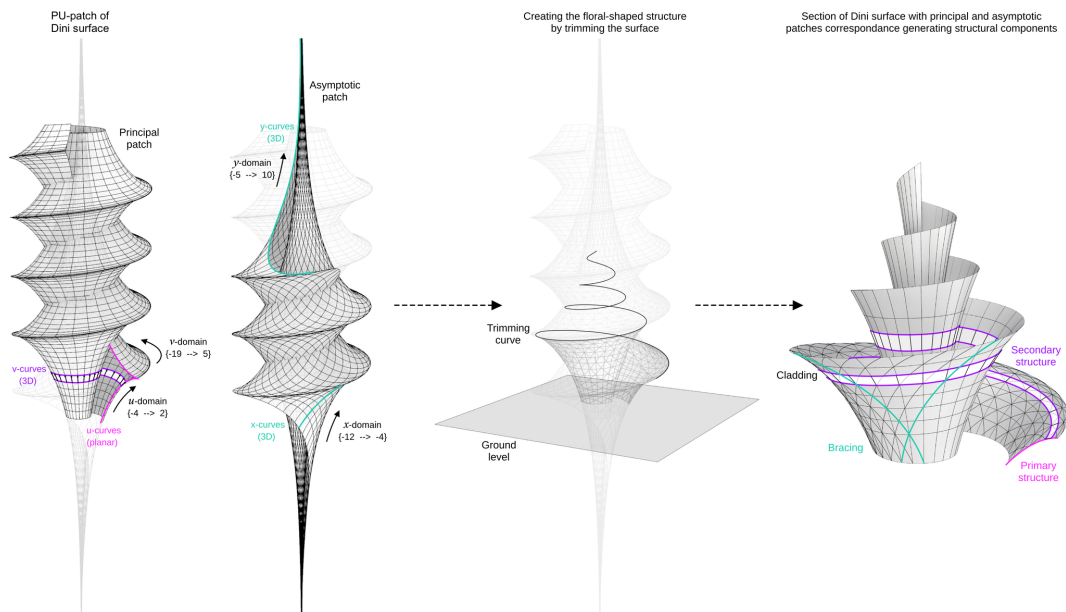 PU-patch of
Dini surface
Principal
patch
v-domain
{-19 --> 5}
v-curves
(3D)
u-domain
{-4 --> 2}
u-curves
(planar)
Asymptotic
patch
y-curves
(3D)
y-domain
{-5 --> 10}
x-curves
(3D)
x-domain
{-12 --> -4}
Creating the floral-shaped structure
by trimming the surface
Trimming
curve
Ground
level
Section of Dini surface with principal and asymptotic
patches correspondance generating structural components
Secondary
structure
Cladding
Bracing
Primary
structure